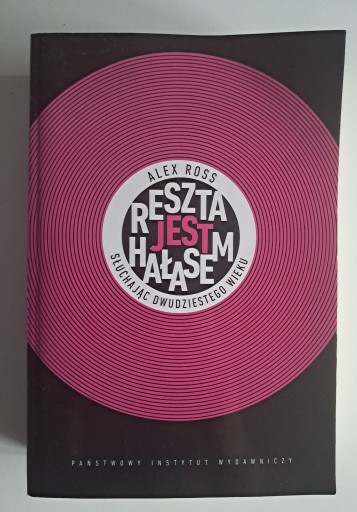 ALEX ROSS
RESZTA
JEST
HAŁASEM
SŁUCHAJĄC DWUDZIESTEGO WIEKU
PAŃSTWOWY INSTYTUT WYDAWNICZY